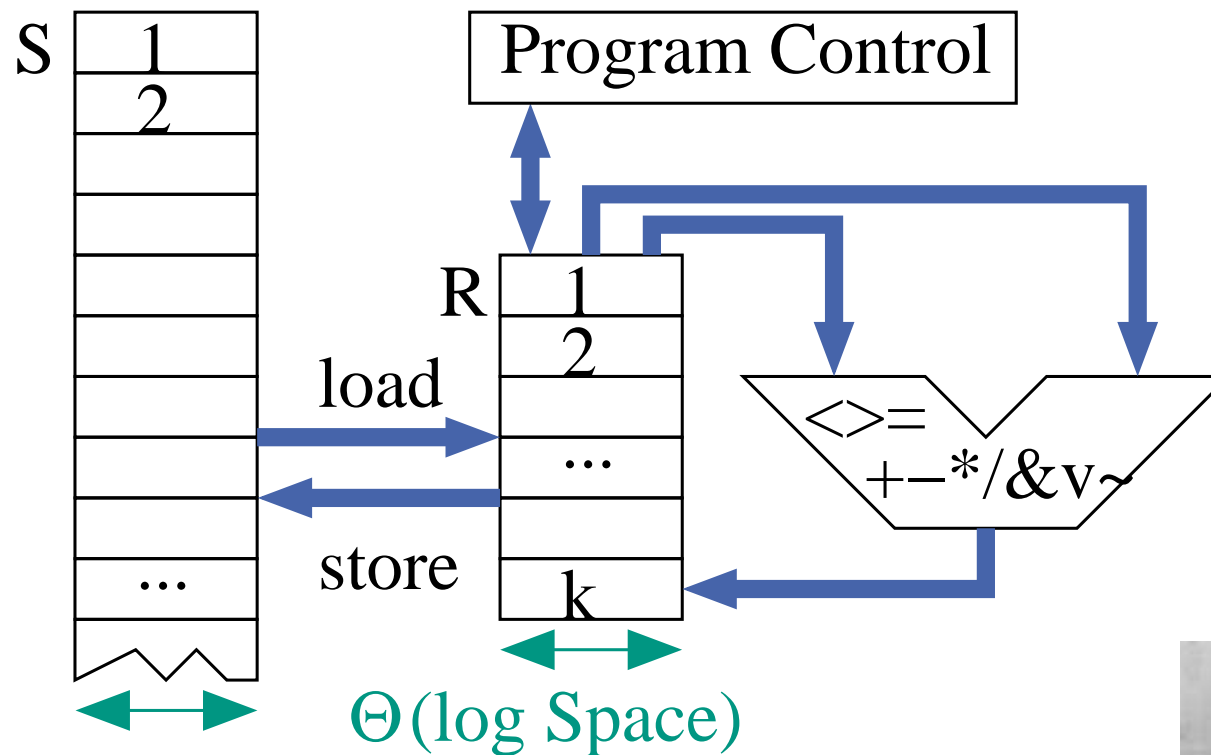 S
1
2
...
Program Control
R
1
2
...
k
load
store
<>=
+−*/&v~
Θ(log Space)